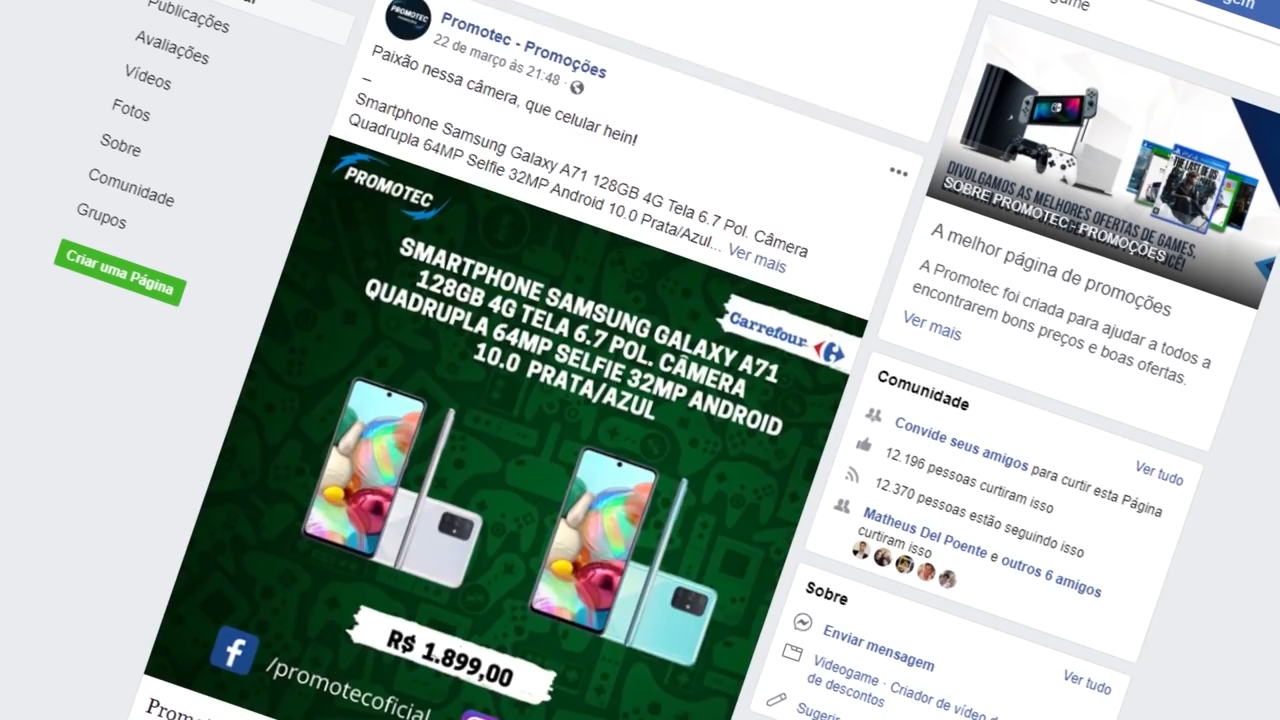 Publicações
Avaliações
Vídeos
Fotos
Sobre
Comunidade
Grupos
Criar uma Página
PROMOTEC
Promotec - Promoções
22 de março às 21:48 ·
Paixão nessa câmera, que celular hein!
–
Smartphone Samsung Galaxy A71 128GB 4G Tela 6.7 Pol. Câmera
Quadrupla 64MP Selfie 32MP Android 10.0 Prata/Azul... Ver mais
PROMOTEC
SMARTPHONE SAMSUNG GALAXY A71
128GB 4G TELA 6.7 POL. CÂMERA
QUADRUPLA 64MP SELFIE 32MP ANDROID
10.0 PRATA/AZUL
Carrefour
R$ 1.899,00
/promotecoficial
game
DIVULGAMOS AS MELHORES OFERTAS DE GAMES,
SOBRE PROMOTEC - PROMOÇÕES
A melhor página de promoções
A Promotec foi criada para ajudar a todos a
encontrarem bons preços e boas ofertas.
Ver mais
Comunidade
Ver tudo
Convide seus amigos para curtir esta Página
12.196 pessoas curtiram isso
12.370 pessoas estão seguindo isso
Matheus Del Poente e outros 6 amigos
curtiram isso
Sobre
Ver tudo
Enviar mensagem
Videogame · Criador de vídeo
de descontos